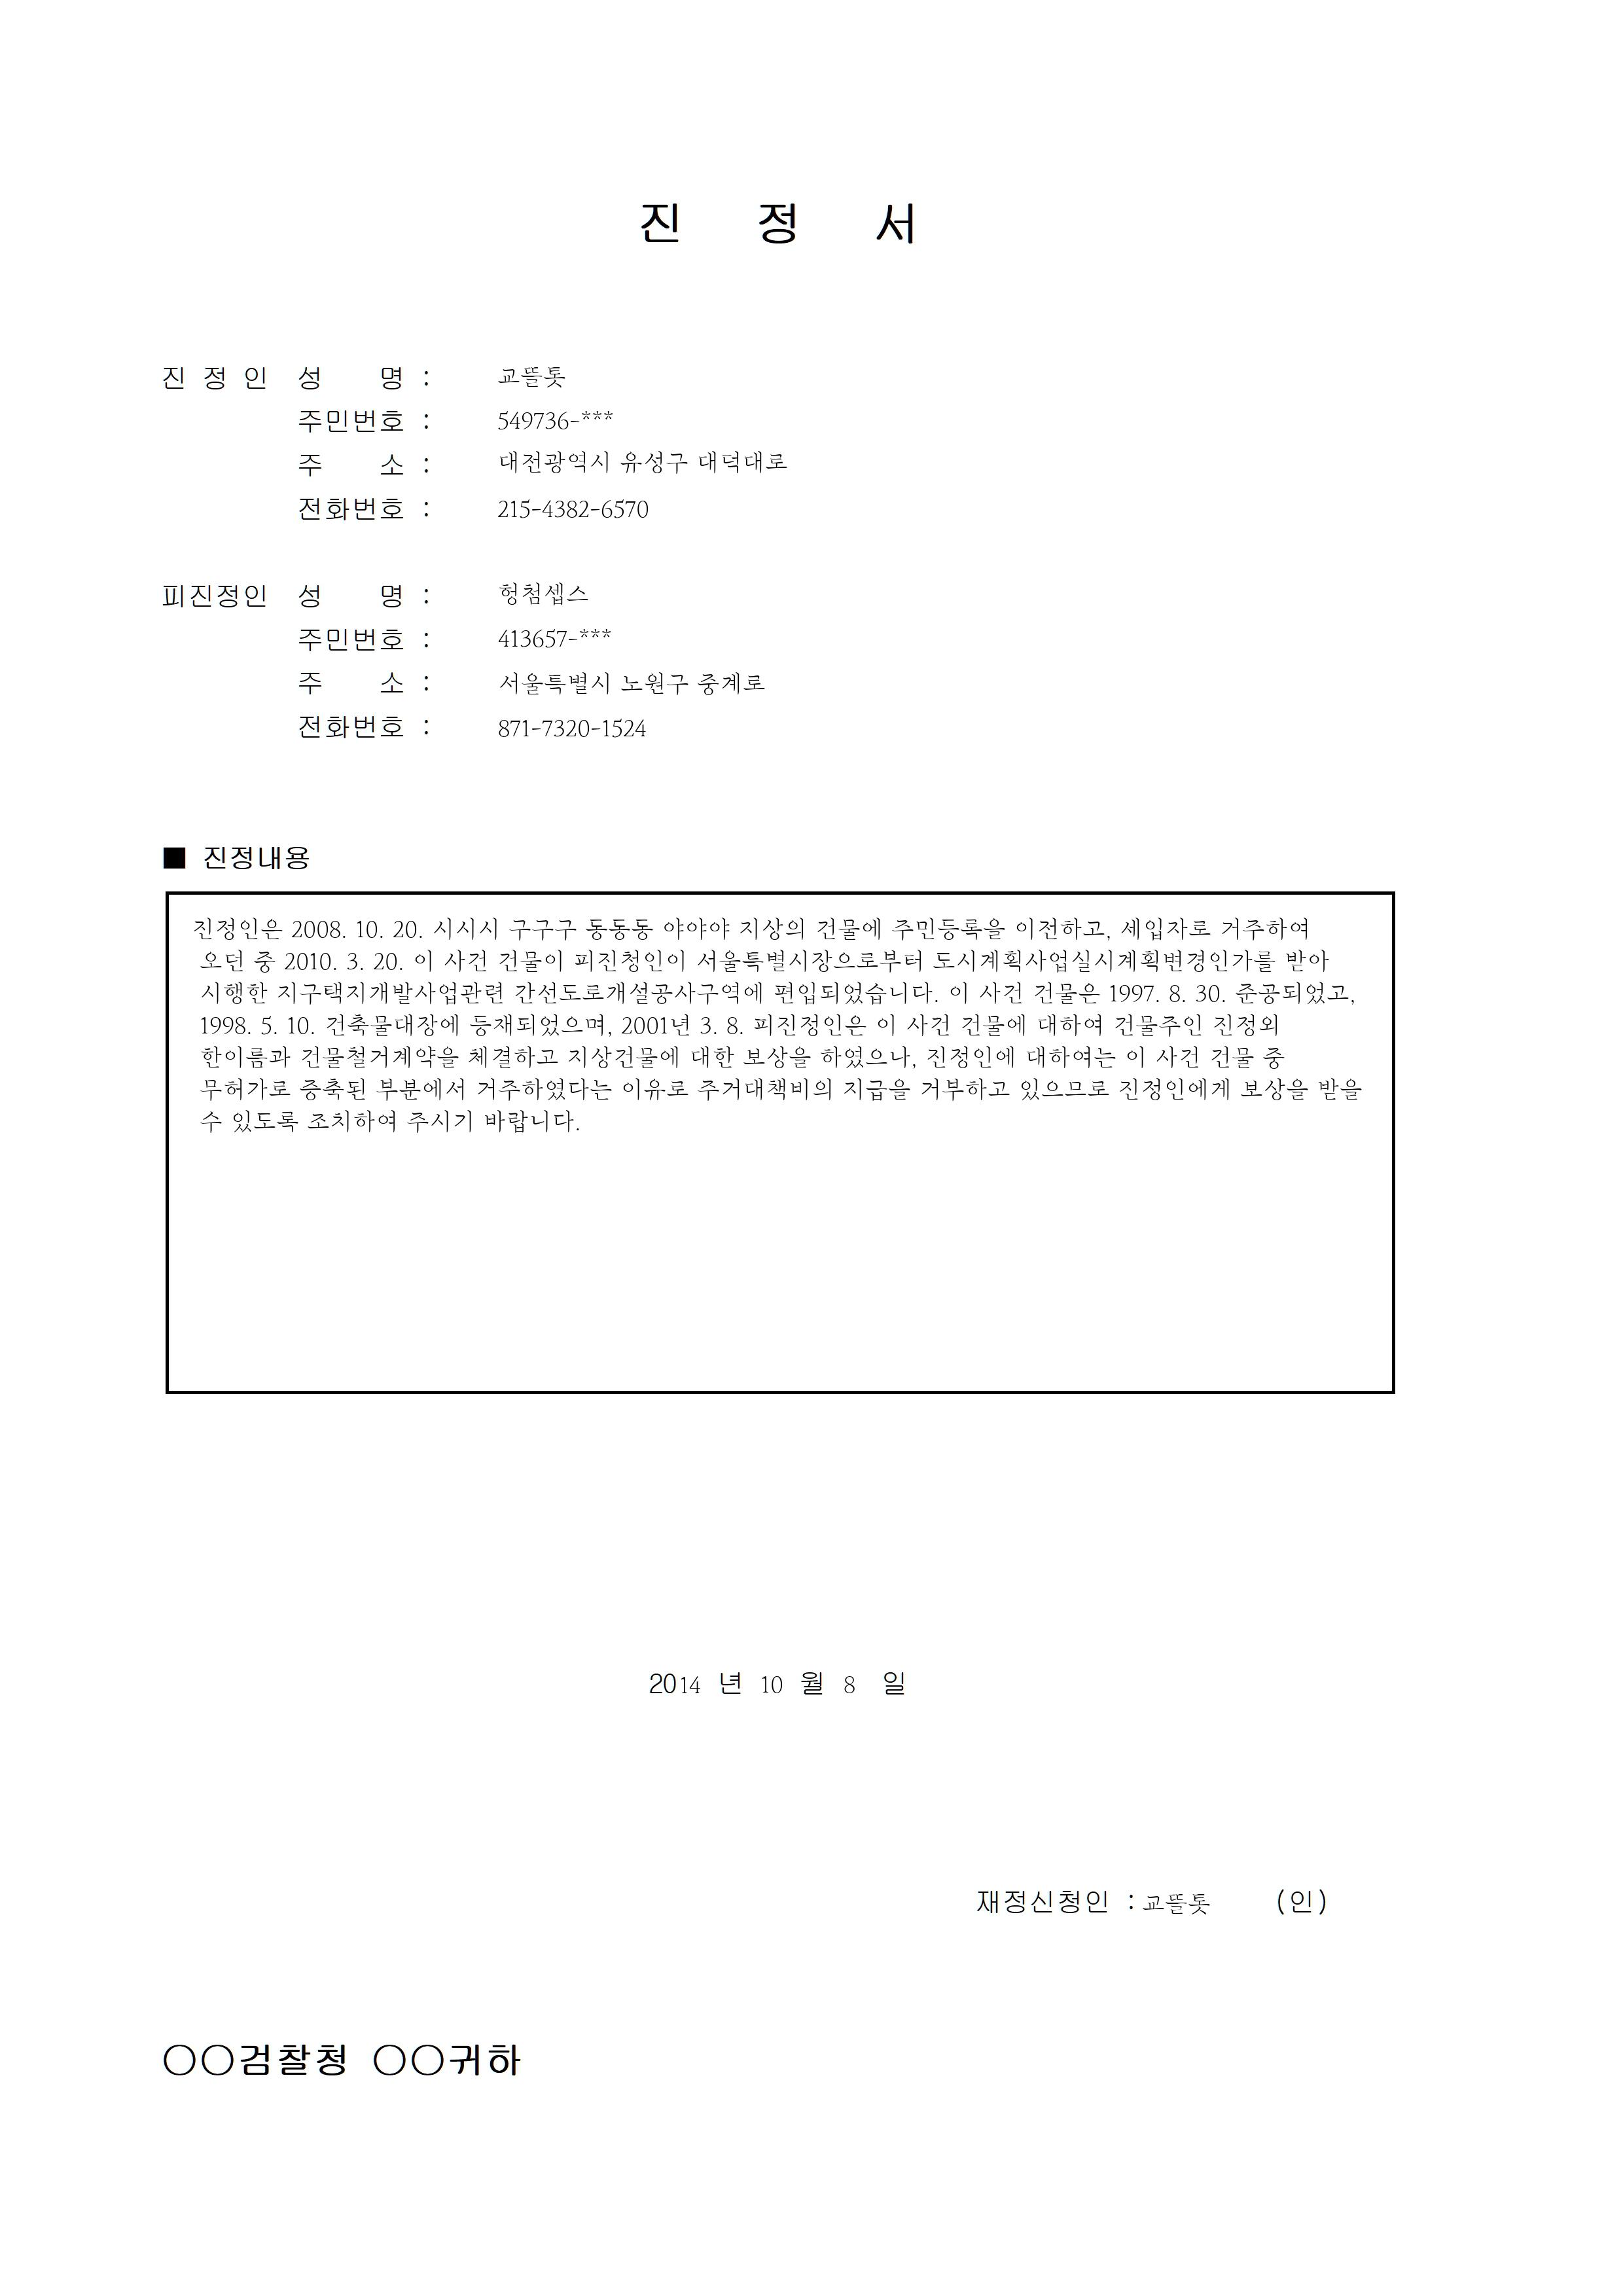 진 정 서
진 정 인 성 명 : 교뜰톳
주민번호 : 549736-***
주 소 : 대전광역시 유성구 대덕대로
전화번호 : 215-4382-6570
피진정인 성 명 : 헝첨셉스
주민번호 : 413657-***
주 소 : 서울특별시 노원구 중계로
전화번호 : 871-7320-1524
■ 진정내용
진정인은 2008. 10. 20. 시시시 구구구 동동동 야야야 지상의 건물에 주민등록을 이전하고, 세입자로 거주하여
오던 중 2010. 3. 20. 이 사건 건물이 피진청인이 서울특별시장으로부터 도시계획사업실시계획변경인가를 받아
시행한 지구택지개발사업관련 간선도로개설공사구역에 편입되었습니다. 이 사건 건물은 1997. 8. 30. 준공되었고,
1998. 5. 10. 건축물대장에 등재되었으며, 2001년 3. 8. 피진정인은 이 사건 건물에 대하여 건물주인 진정외
한이름과 건물철거계약을 체결하고 지상건물에 대한 보상을 하였으나, 진정인에 대하여는 이 사건 건물 중
무허가로 증축된 부분에서 거주하였다는 이유로 주거대책비의 지급을 거부하고 있으므로 진정인에게 보상을 받을
수 있도록 조치하여 주시기 바랍니다.
2014 년 10 월 8 일
재정신청인 : 교뜰톳 (인)
○○검찰청 ○○귀하